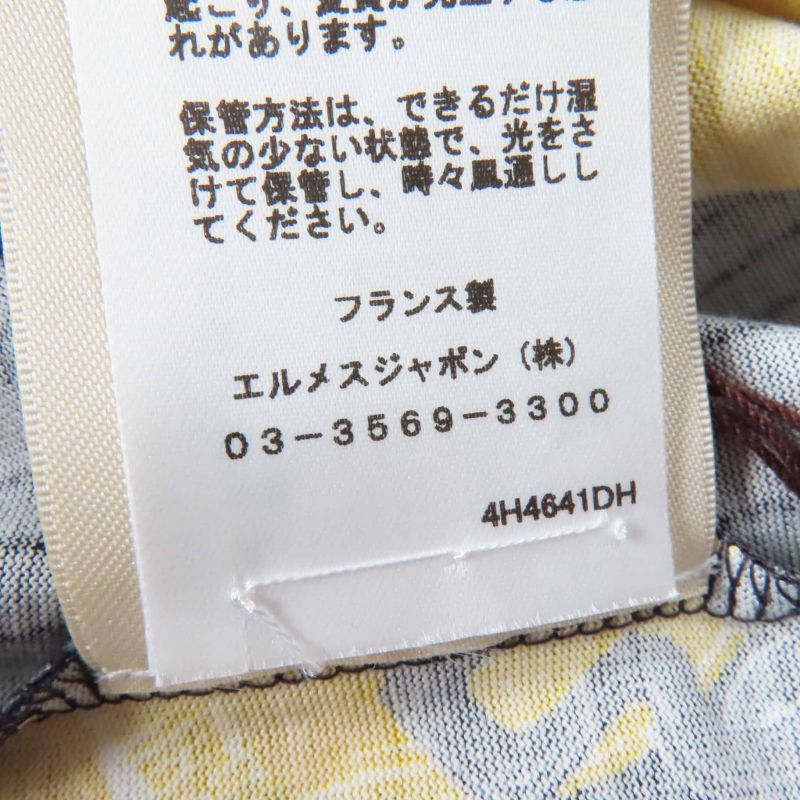 れがあります。
保管方法は、できるだけ湿
気の少ない状態で、光をさ
けて保管し、時々風通しし
てください。
フランス製
エルメスジャポン（株）
03-3569-3300
4H4641DH